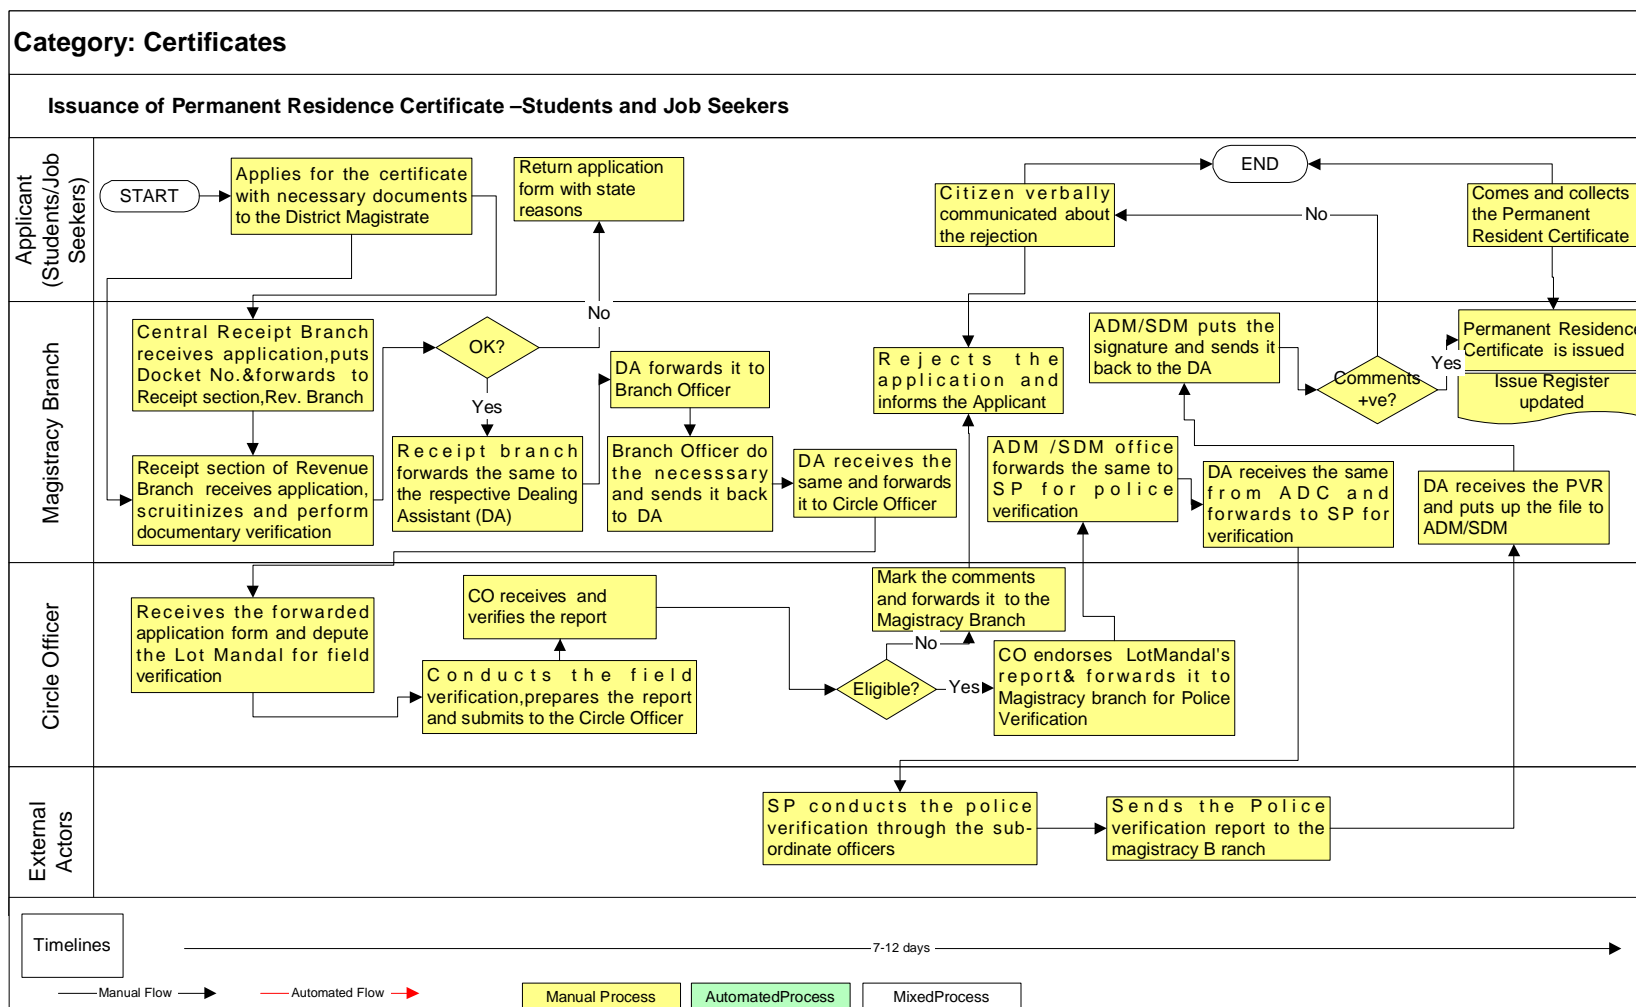 Category: Certificates
Issuance of Permanent Residence Certificate –Students and Job Seekers
Applicant
(Students/Job
Seekers)
START
Applies for the certificate
with necessary documents
to the District Magistrate
Return application
form with state
reasons
Citizen verbally
communicated about
the rejection
END
Comes and collects
the Permanent
Resident Certificate
No
No
Magistracy Branch
Central Receipt Branch
receives application,puts
Docket No.&forwards to
Receipt section,Rev. Branch
OK?
Yes
Receipt section of Revenue
Branch receives application,
scruitinizes and perform
documentary verification
Receipt branch
forwards the same to
the respective Dealing
Assistant (DA)
DA forwards it to
Branch Officer
Branch Officer do
the necesssary
and sends it back
to DA
DA receives the
same and forwards
it to Circle Officer
Rejects the
application and
informs the Applicant
ADM/SDM puts the
signature and sends it
back to the DA
Comments
+ve?
Yes
Permanent Residence
Certificate is issued
Issue Register
updated
ADM /SDM office
forwards the same to
SP for police
verification
DA receives the same
from ADC and
forwards to SP for
verification
DA receives the PVR
and puts up the file to
ADM/SDM
Circle Officer
Receives the forwarded
application form and depute
the Lot Mandal for field
verification
CO receives and
verifies the report
Conducts the field
verification,prepares the report
and submits to the Circle Officer
Eligible?
No
Yes
Mark the comments
and forwards it to the
Magistracy Branch
CO endorses LotMandal's
report& forwards it to
Magistracy branch for Police
Verification
External
Actors
SP conducts the police
verification through the sub-
ordinate officers
Sends the Police
verification report to the
magistracy B ranch
Timelines
7-12 days
Manual Flow
Automated Flow
Manual Process
AutomatedProcess
MixedProcess